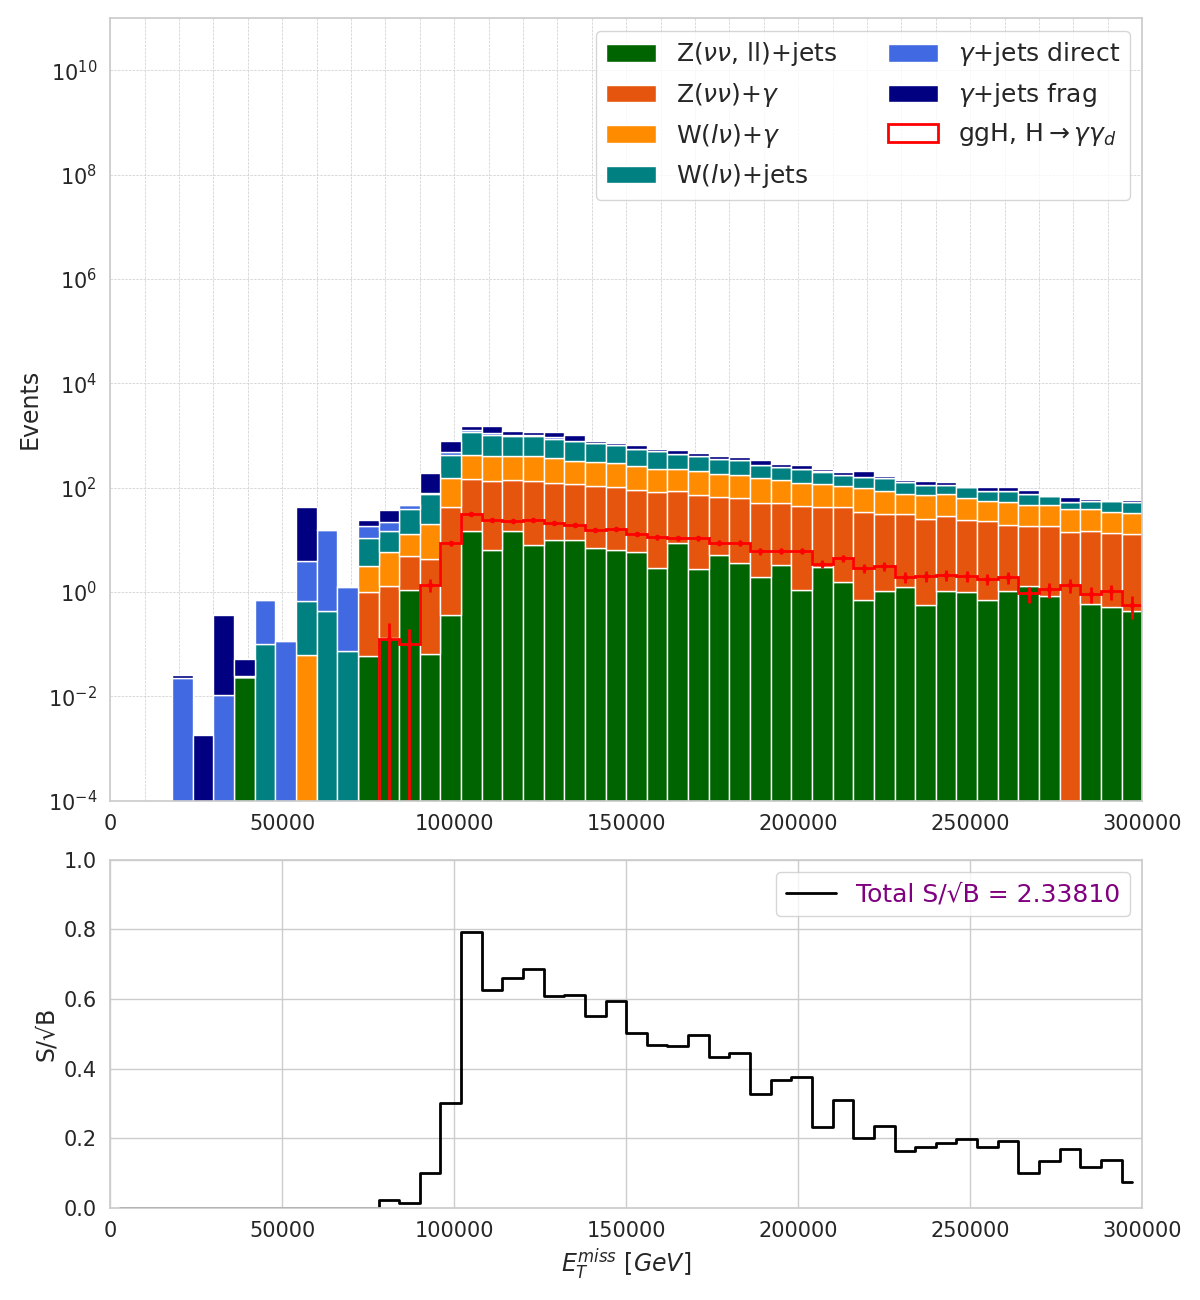 Z(νν, ll)+jets
Z(νν)+γ
W(lν)+γ
W(lν)+jets
γ+jets direct
γ+jets frag
ggH, H→γγ_d
Events
10^10
10^8
10^6
10^4
10^2
10^0
10^−2
10^−4
0 50000 100000 150000 200000 250000 300000
Total S/√B = 2.33810
S/√B
1.0
0.8
0.6
0.4
0.2
0.0
0 50000 100000 150000 200000 250000 300000
E_T^miss [GeV]